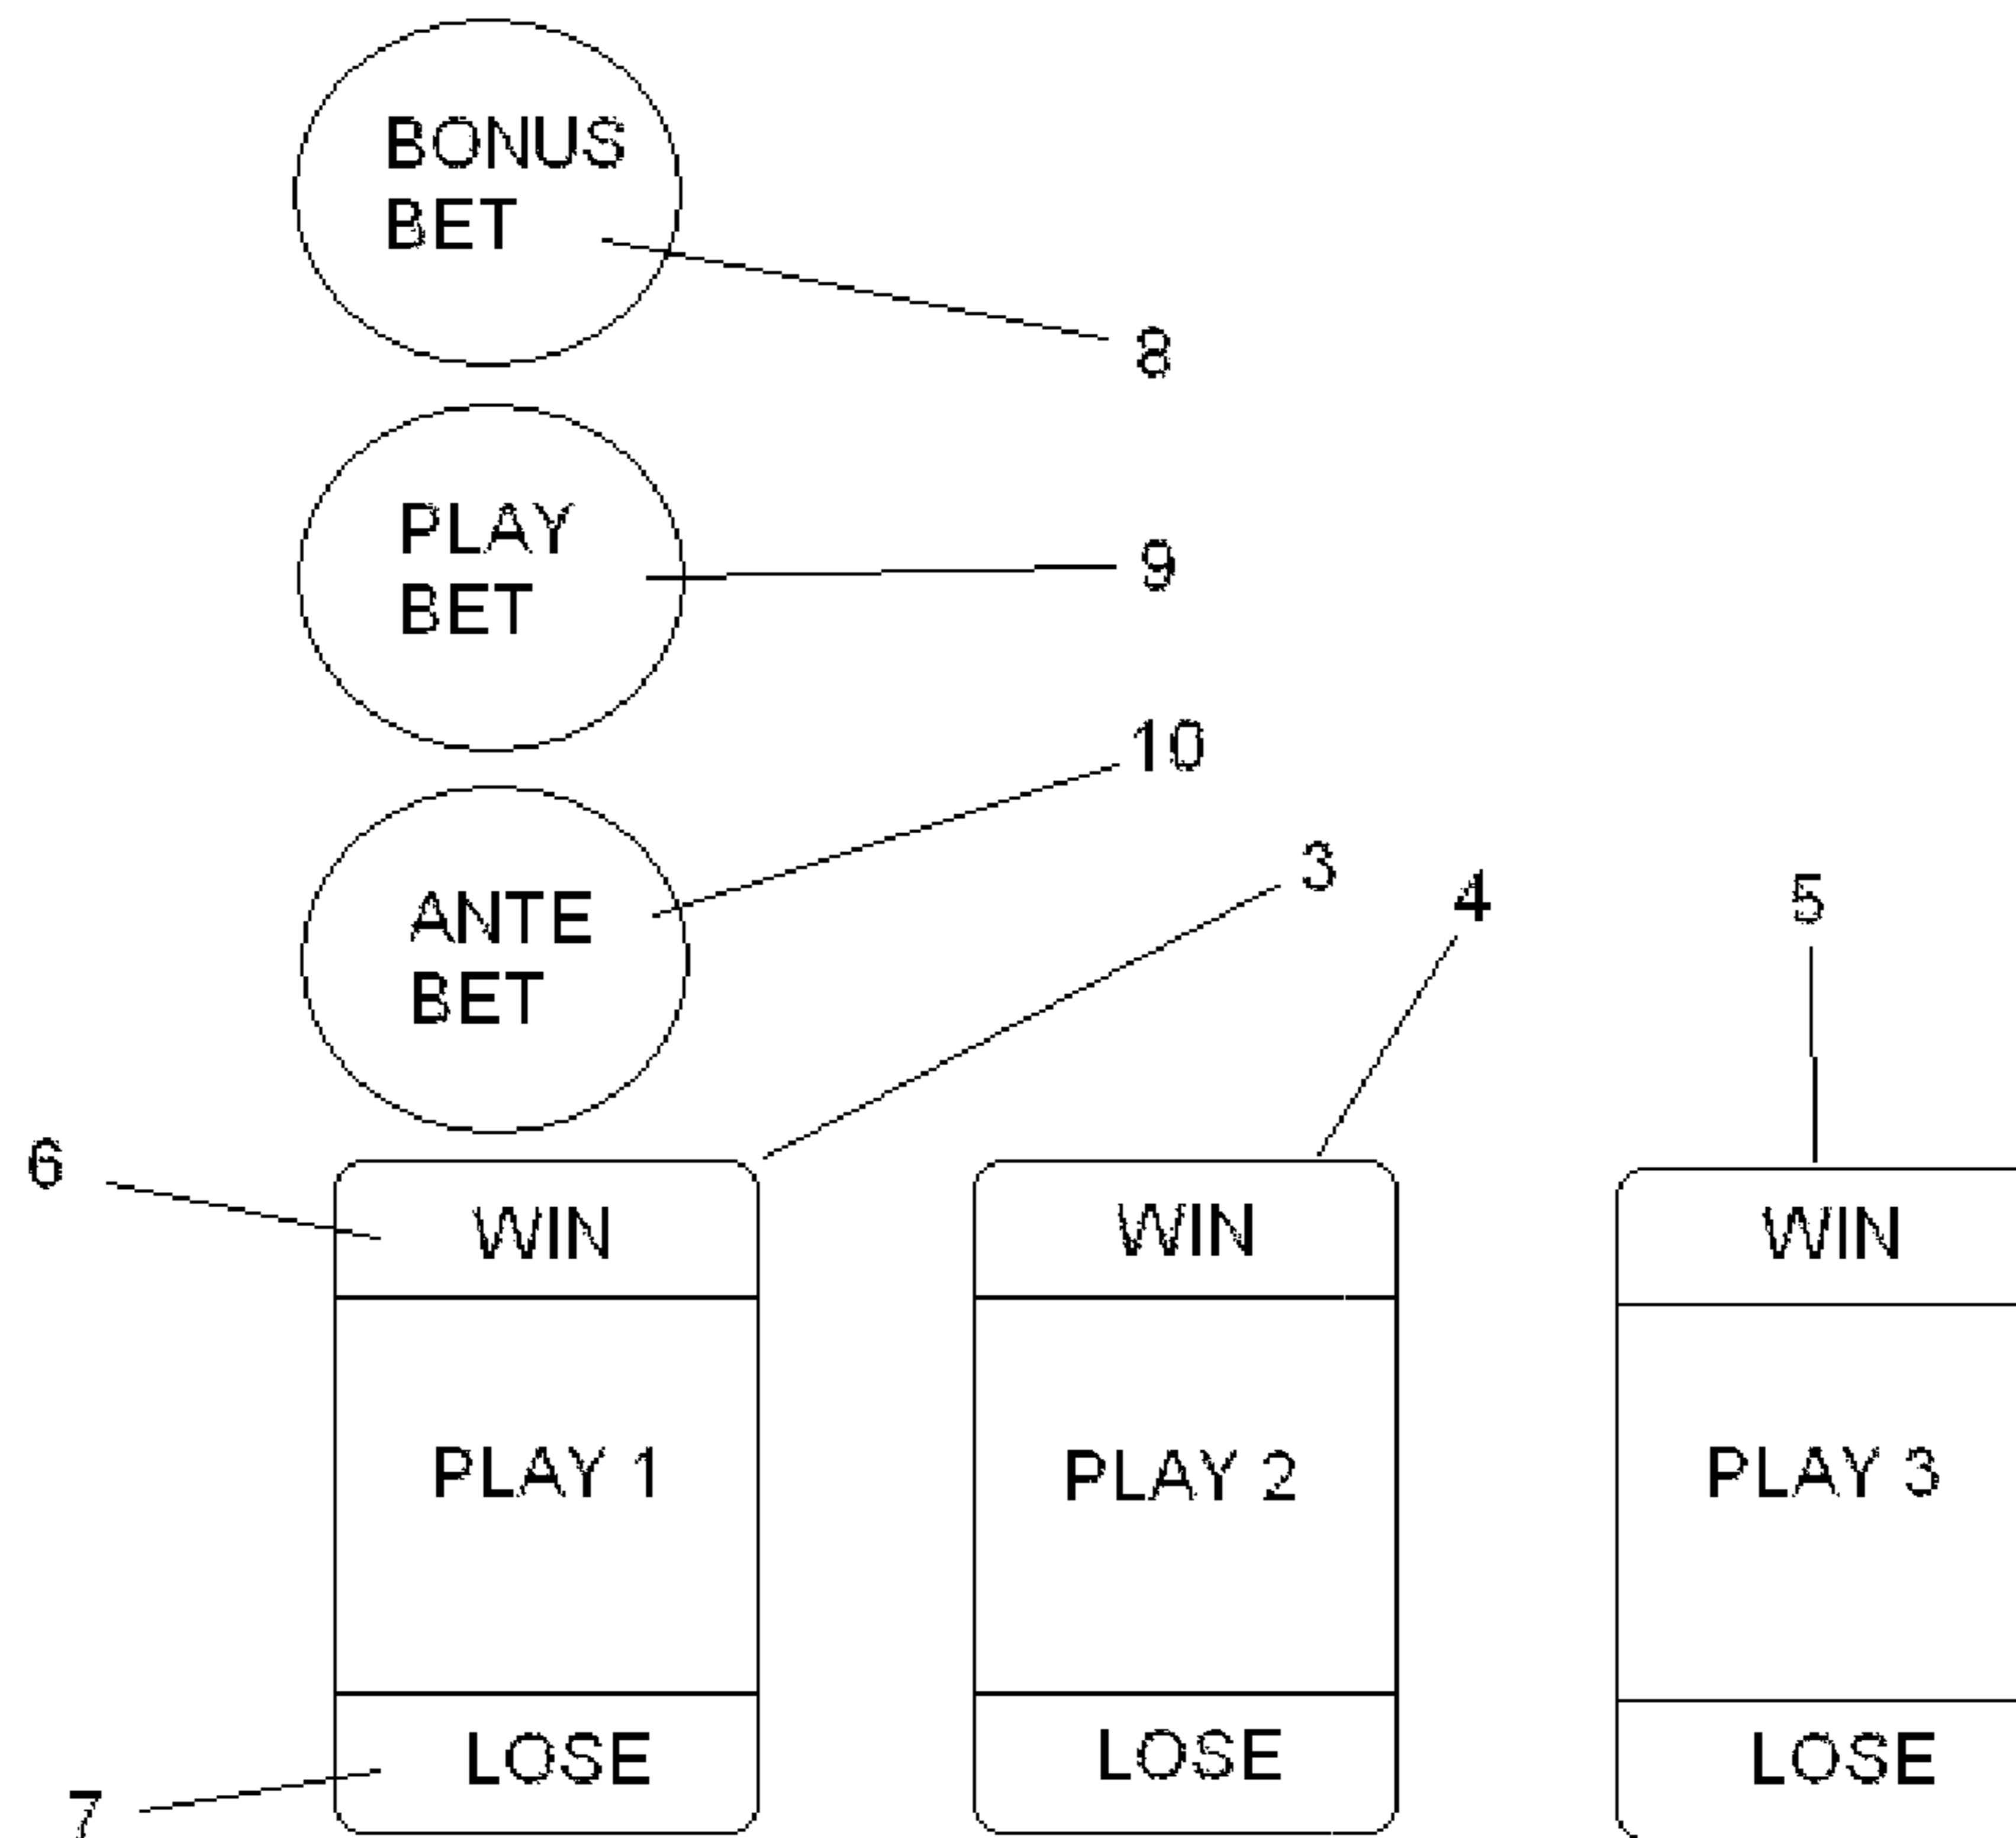 BONUS
BET
8
PLAY
BET
9
10
ANTE
BET
3
4
5
6
WIN
WIN
WIN
PLAY 1
PLAY 2
PLAY 3
LOSE
LOSE
LOSE
7